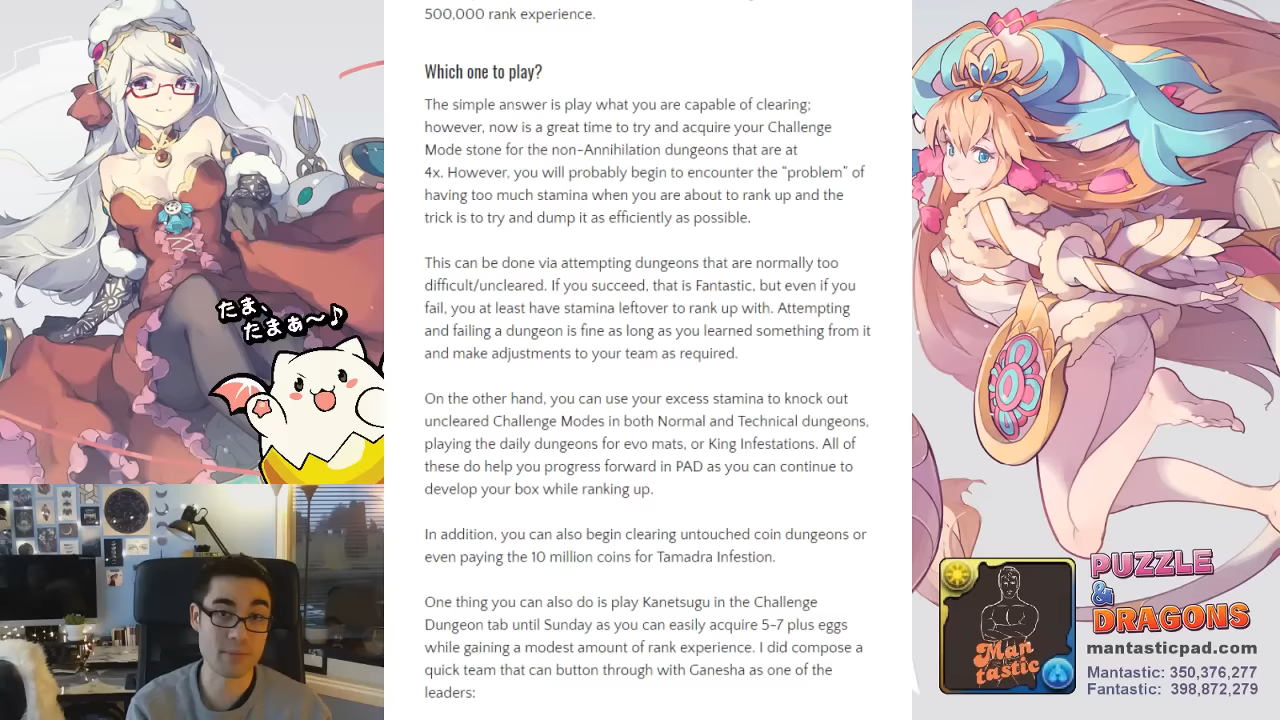 500,000 rank experience.
Which one to play?
The simple answer is play what you are capable of clearing;
however, now is a great time to try and acquire your Challenge
Mode stone for the non-Annihilation dungeons that are at
4x. However, you will probably begin to encounter the "problem" of
having too much stamina when you are about to rank up and the
trick is to try and dump it as efficiently as possible.
This can be done via attempting dungeons that are normally too
difficult/uncleared. If you succeed, that is Fantastic, but even if you
fail, you at least have stamina leftover to rank up with. Attempting
and failing a dungeon is fine as long as you learned something from it
and make adjustments to your team as required.
On the other hand, you can use your excess stamina to knock out
uncleared Challenge Modes in both Normal and Technical dungeons,
playing the daily dungeons for evo mats, or King Infestations. All of
these do help you progress forward in PAD as you can continue to
develop your box while ranking up.
In addition, you can also begin clearing untouched coin dungeons or
even paying the 10 million coins for Tamadra Infestion.
One thing you can also do is play Kanetsugu in the Challenge
Dungeon tab until Sunday as you can easily acquire 5-7 plus eggs
while gaining a modest amount of rank experience. I did compose a
quick team that can button through with Ganesha as one of the
leaders:
たま、
たまぁ〜♪
Man
tastic
PUZZLE
&
DRAGONS
mantasticpad.com
Mantastic: 350,376,277
Fantastic: 398,872,279